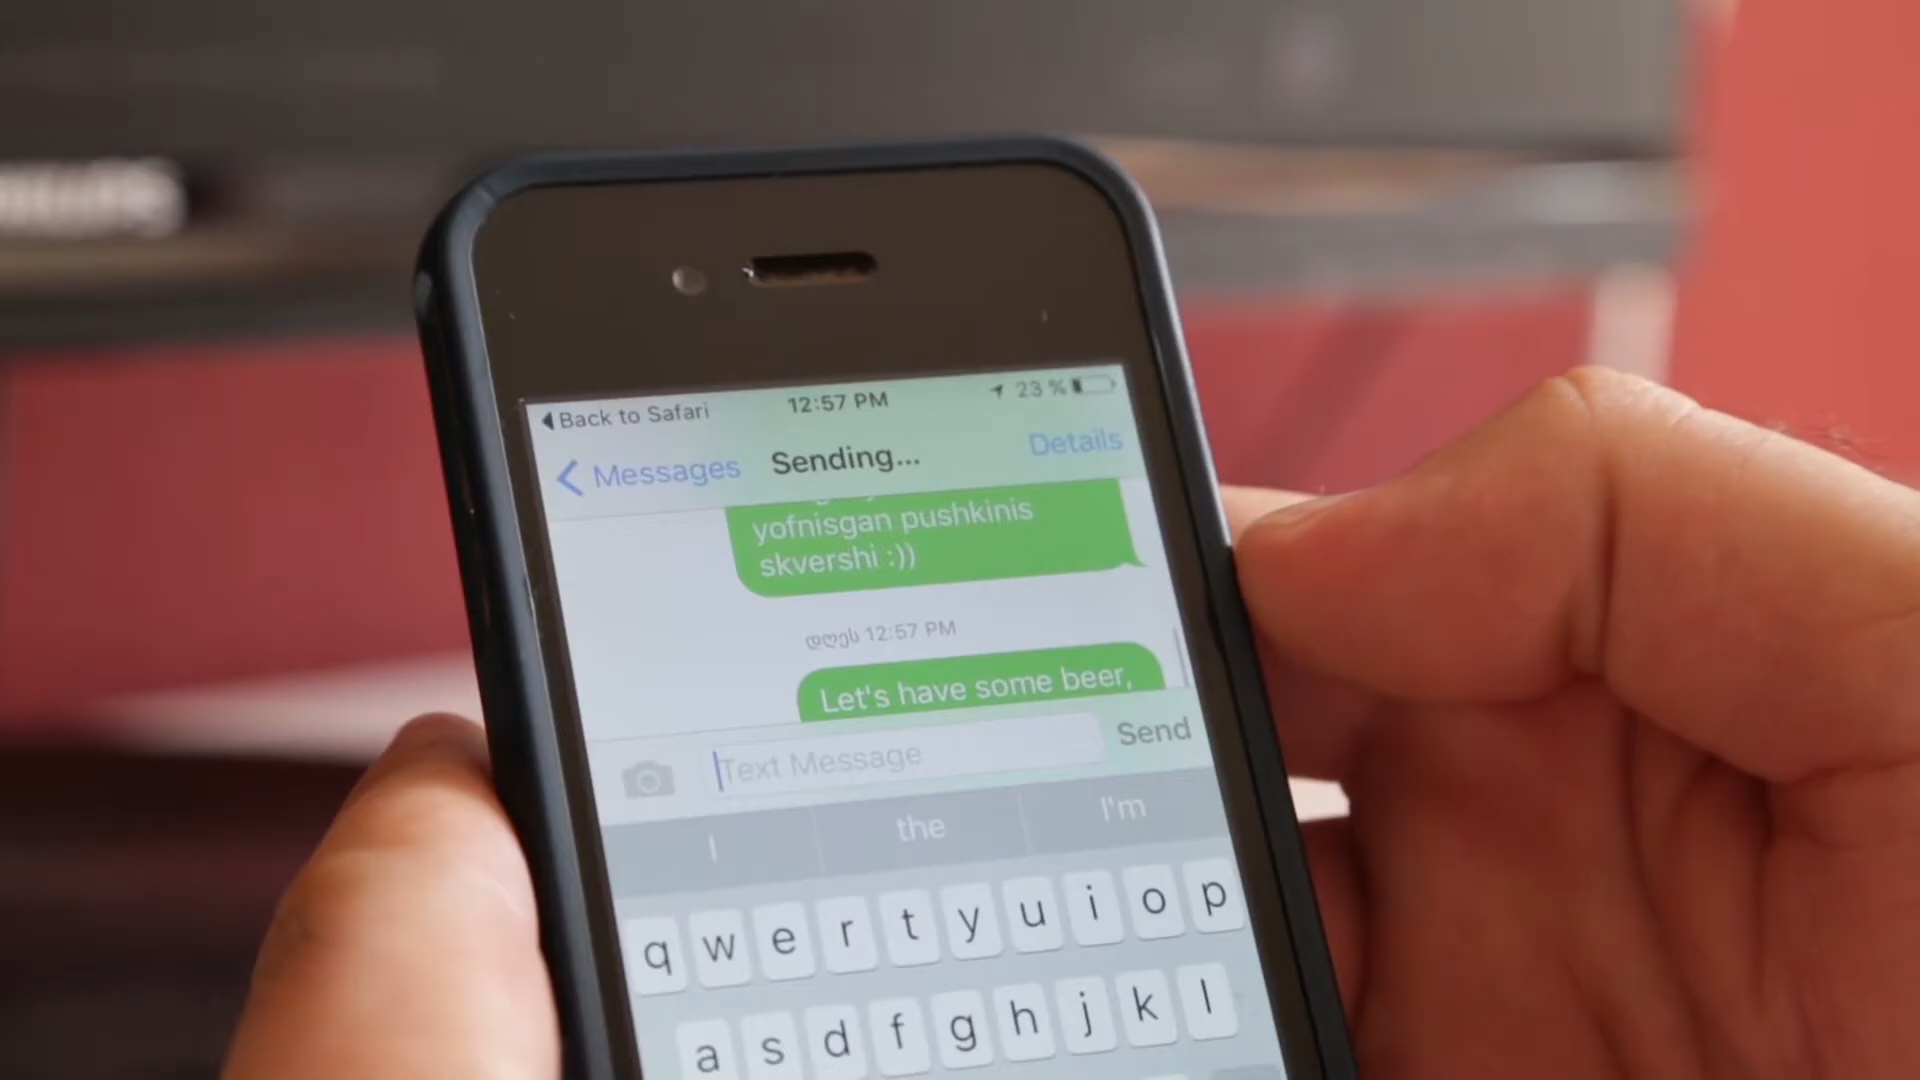 PHILIPS
Back to Safari 12:57 PM 23 %
Messages Sending... Details
yofnisgan pushkinis
skvershi :))
დღეს 12:57 PM
Let's have some beer,
Text Message Send
I the I'm
q w e r t y u i o p
a s d f g h j k l